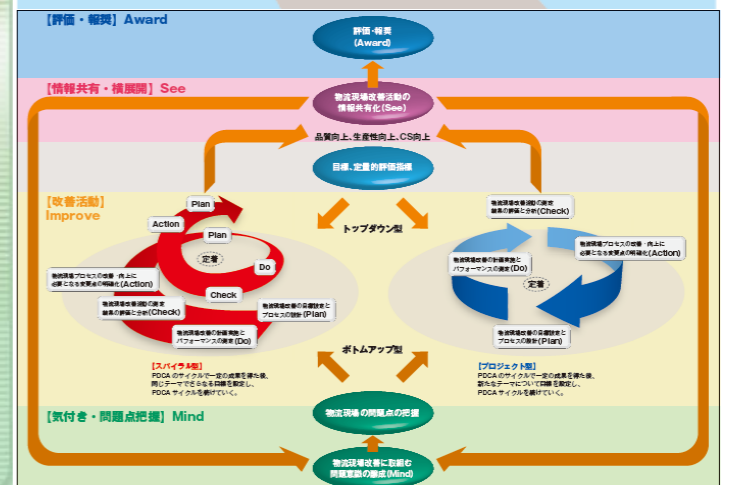 【評価・報奨】Award
評価・報奨
(Award)
【情報共有・横展開】See
物流現場改善活動の
情報共有化(See)
品質向上、生産性向上、CS向上
目標、定量的評価指標
【改善活動】
Improve
トップダウン型
Plan
Action
Plan
定着
Do
Check
物流現場プロセスの改善・向上に
必要となる変更点の明確化(Action)
物流現場改善活動の測定
結果の評価と分析(Check)
物流現場改善の計画実施と
パフォーマンスの測定(Do)
物流現場改善の目標設定と
プロセスの設計(Plan)
物流現場改善活動の測定
結果の評価と分析(Check)
物流現場プロセスの改善・向上に
必要となる変更点の明確化(Action)
物流現場改善の計画実施と
パフォーマンスの測定(Do)
定着
物流現場改善の目標設定と
プロセスの設計(Plan)
ボトムアップ型
【スパイラル型】
PDCAのサイクルで一定の成果を得た後、
同じテーマでさらなる目標を設定し、
PDCAサイクルを続けていく。
【プロジェクト型】
PDCAのサイクルで一定の成果を得た後、
新たなテーマについて目標を設定し、
PDCAサイクルを続けていく。
【気付き・問題点把握】Mind
物流現場の問題点の把握
物流現場改善に取組む
問題意識の醸成(Mind)